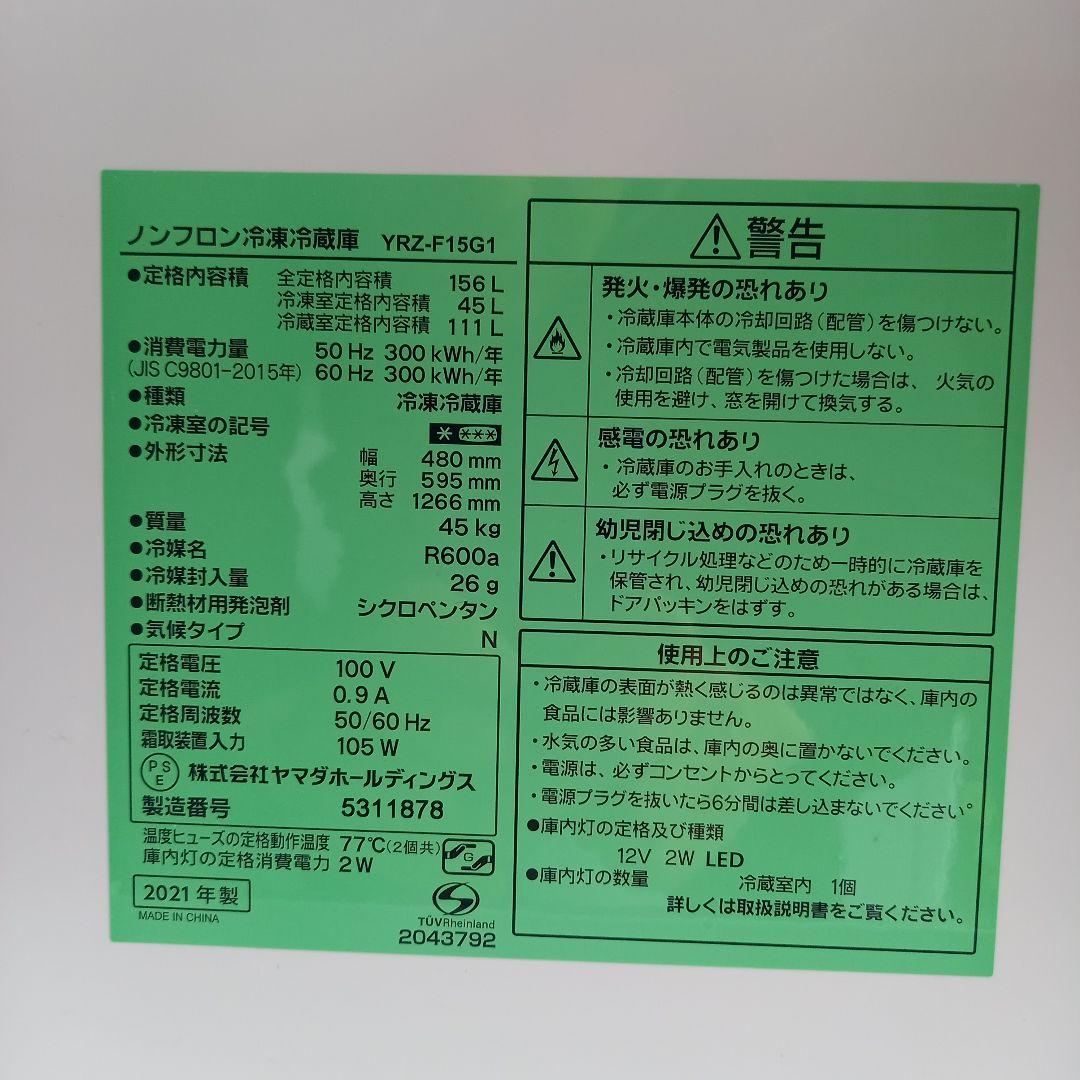 ノンフロン冷凍冷蔵庫 YRZ-F15G1
●定格内容積 全定格内容積 156 L
冷凍室定格内容積 45 L
冷蔵室定格内容積 111 L
●消費電力量 50 Hz 300 kWh/年
(JIS C9801-2015年) 60 Hz 300 kWh/年
●種類 冷凍冷蔵庫
●冷凍室の記号 * ***
●外形寸法 幅 480 mm
奥行 595 mm
高さ 1266 mm
●質量 45 kg
●冷媒名 R600a
●冷媒封入量 26 g
●断熱材用発泡剤 シクロペンタン
●気候タイプ N
定格電圧 100 V
定格電流 0.9 A
定格周波数 50/60 Hz
霜取装置入力 105 W
PSE 株式会社ヤマダホールディングス
製造番号 5311878
温度ヒューズの定格動作温度 77℃(2個共)
庫内灯の定格消費電力 2W
G
2021 年製
MADE IN CHINA
TÜVRheinland
2043792
警告
発火・爆発の恐れあり
・冷蔵庫本体の冷却回路(配管)を傷つけない。
・冷蔵庫内で電気製品を使用しない。
・冷却回路(配管)を傷つけた場合は、火気の
使用を避け、窓を開けて換気する。
感電の恐れあり
・冷蔵庫のお手入れのときは、
必ず電源プラグを抜く。
幼児閉じ込めの恐れあり
・リサイクル処理などのため一時的に冷蔵庫を
保管され、幼児閉じ込めの恐れがある場合は、
ドアパッキンをはずす。
使用上のご注意
・冷蔵庫の表面が熱く感じるのは異常ではなく、庫内の
食品には影響ありません。
・水気の多い食品は、庫内の奥に置かないでください。
・電源は、必ずコンセントからとってください。
・電源プラグを抜いたら6分間は差し込まないでください。
●庫内灯の定格及び種類
12V 2W LED
●庫内灯の数量 冷蔵室内 1個
詳しくは取扱説明書をご覧ください。